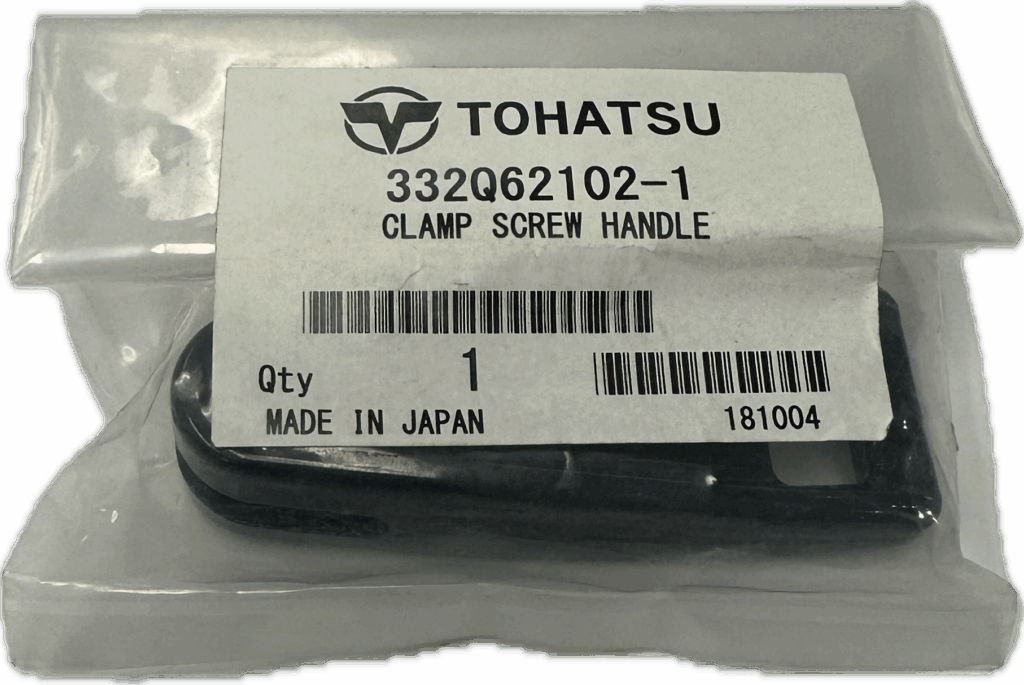 TOHATSU
332Q62102-1
CLAMP SCREW HANDLE
Qty 1
MADE IN JAPAN 181004